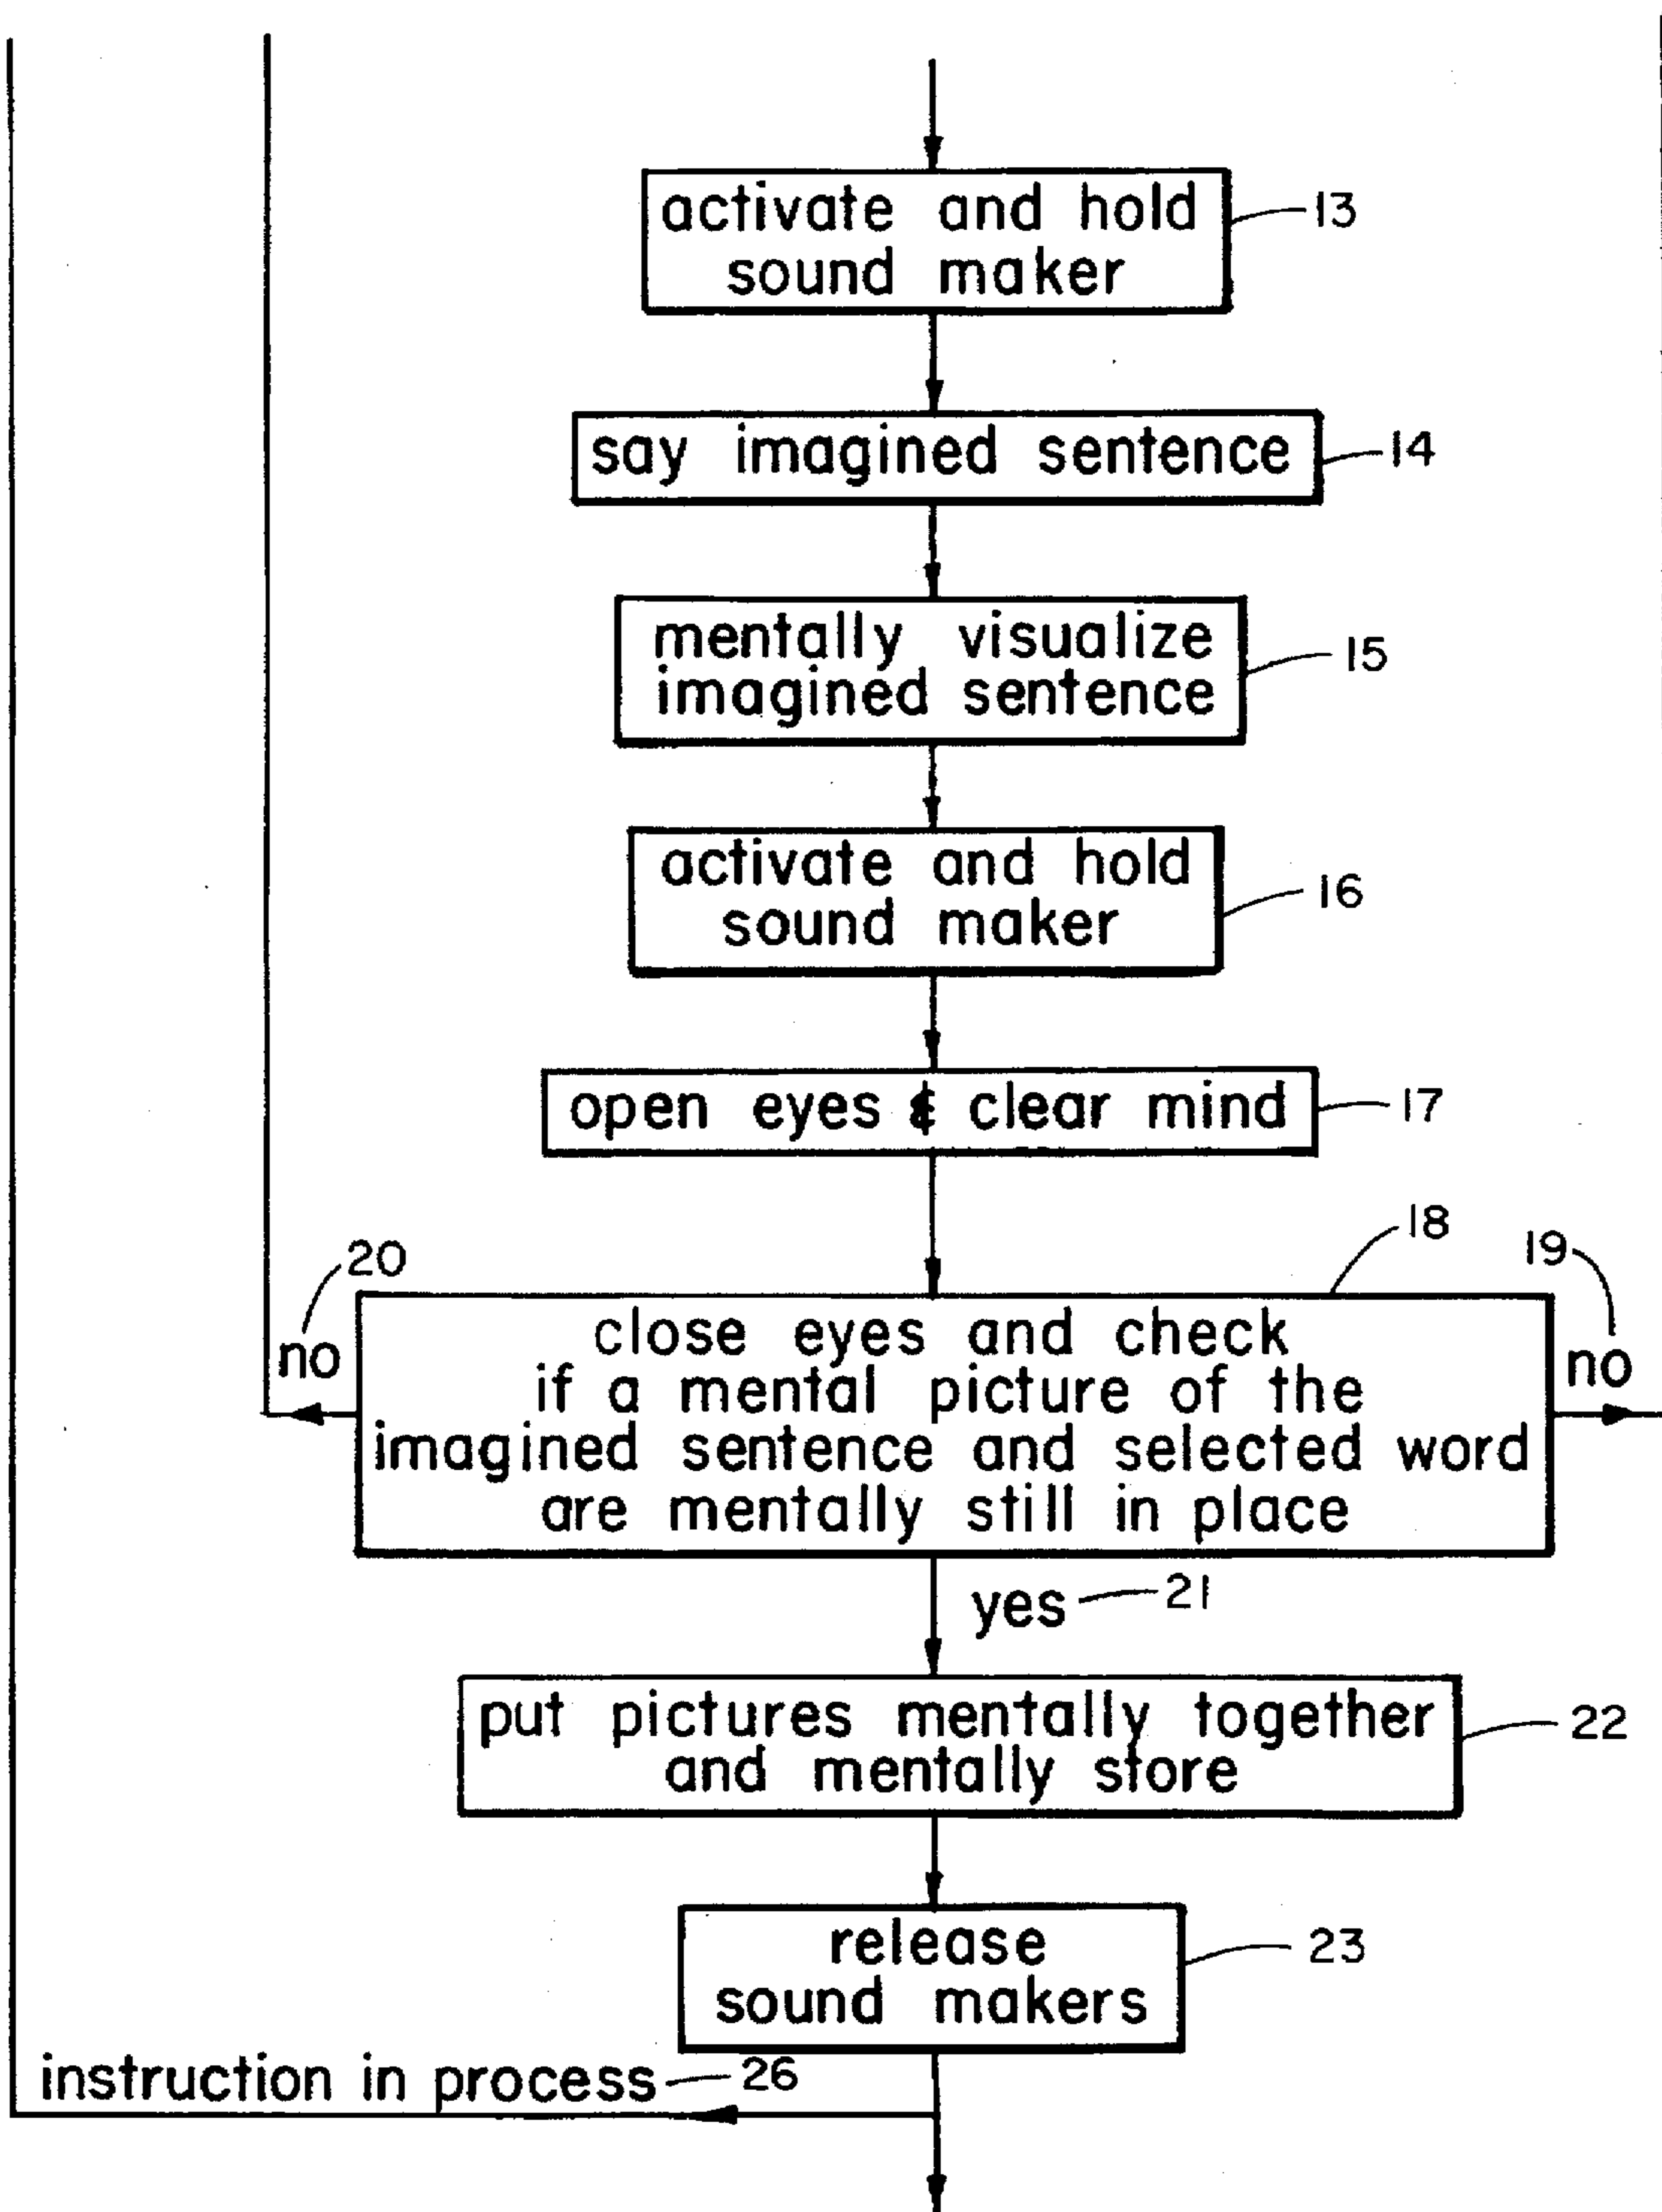 activate and hold
sound maker
13
say imagined sentence
14
mentally visualize
imagined sentence
15
activate and hold
sound maker
16
open eyes & clear mind
17
18
19
20
no
no
close eyes and check
if a mental picture of the
imagined sentence and selected word
are mentally still in place
yes
21
put pictures mentally together
and mentally store
22
release
sound makers
23
instruction in process
26